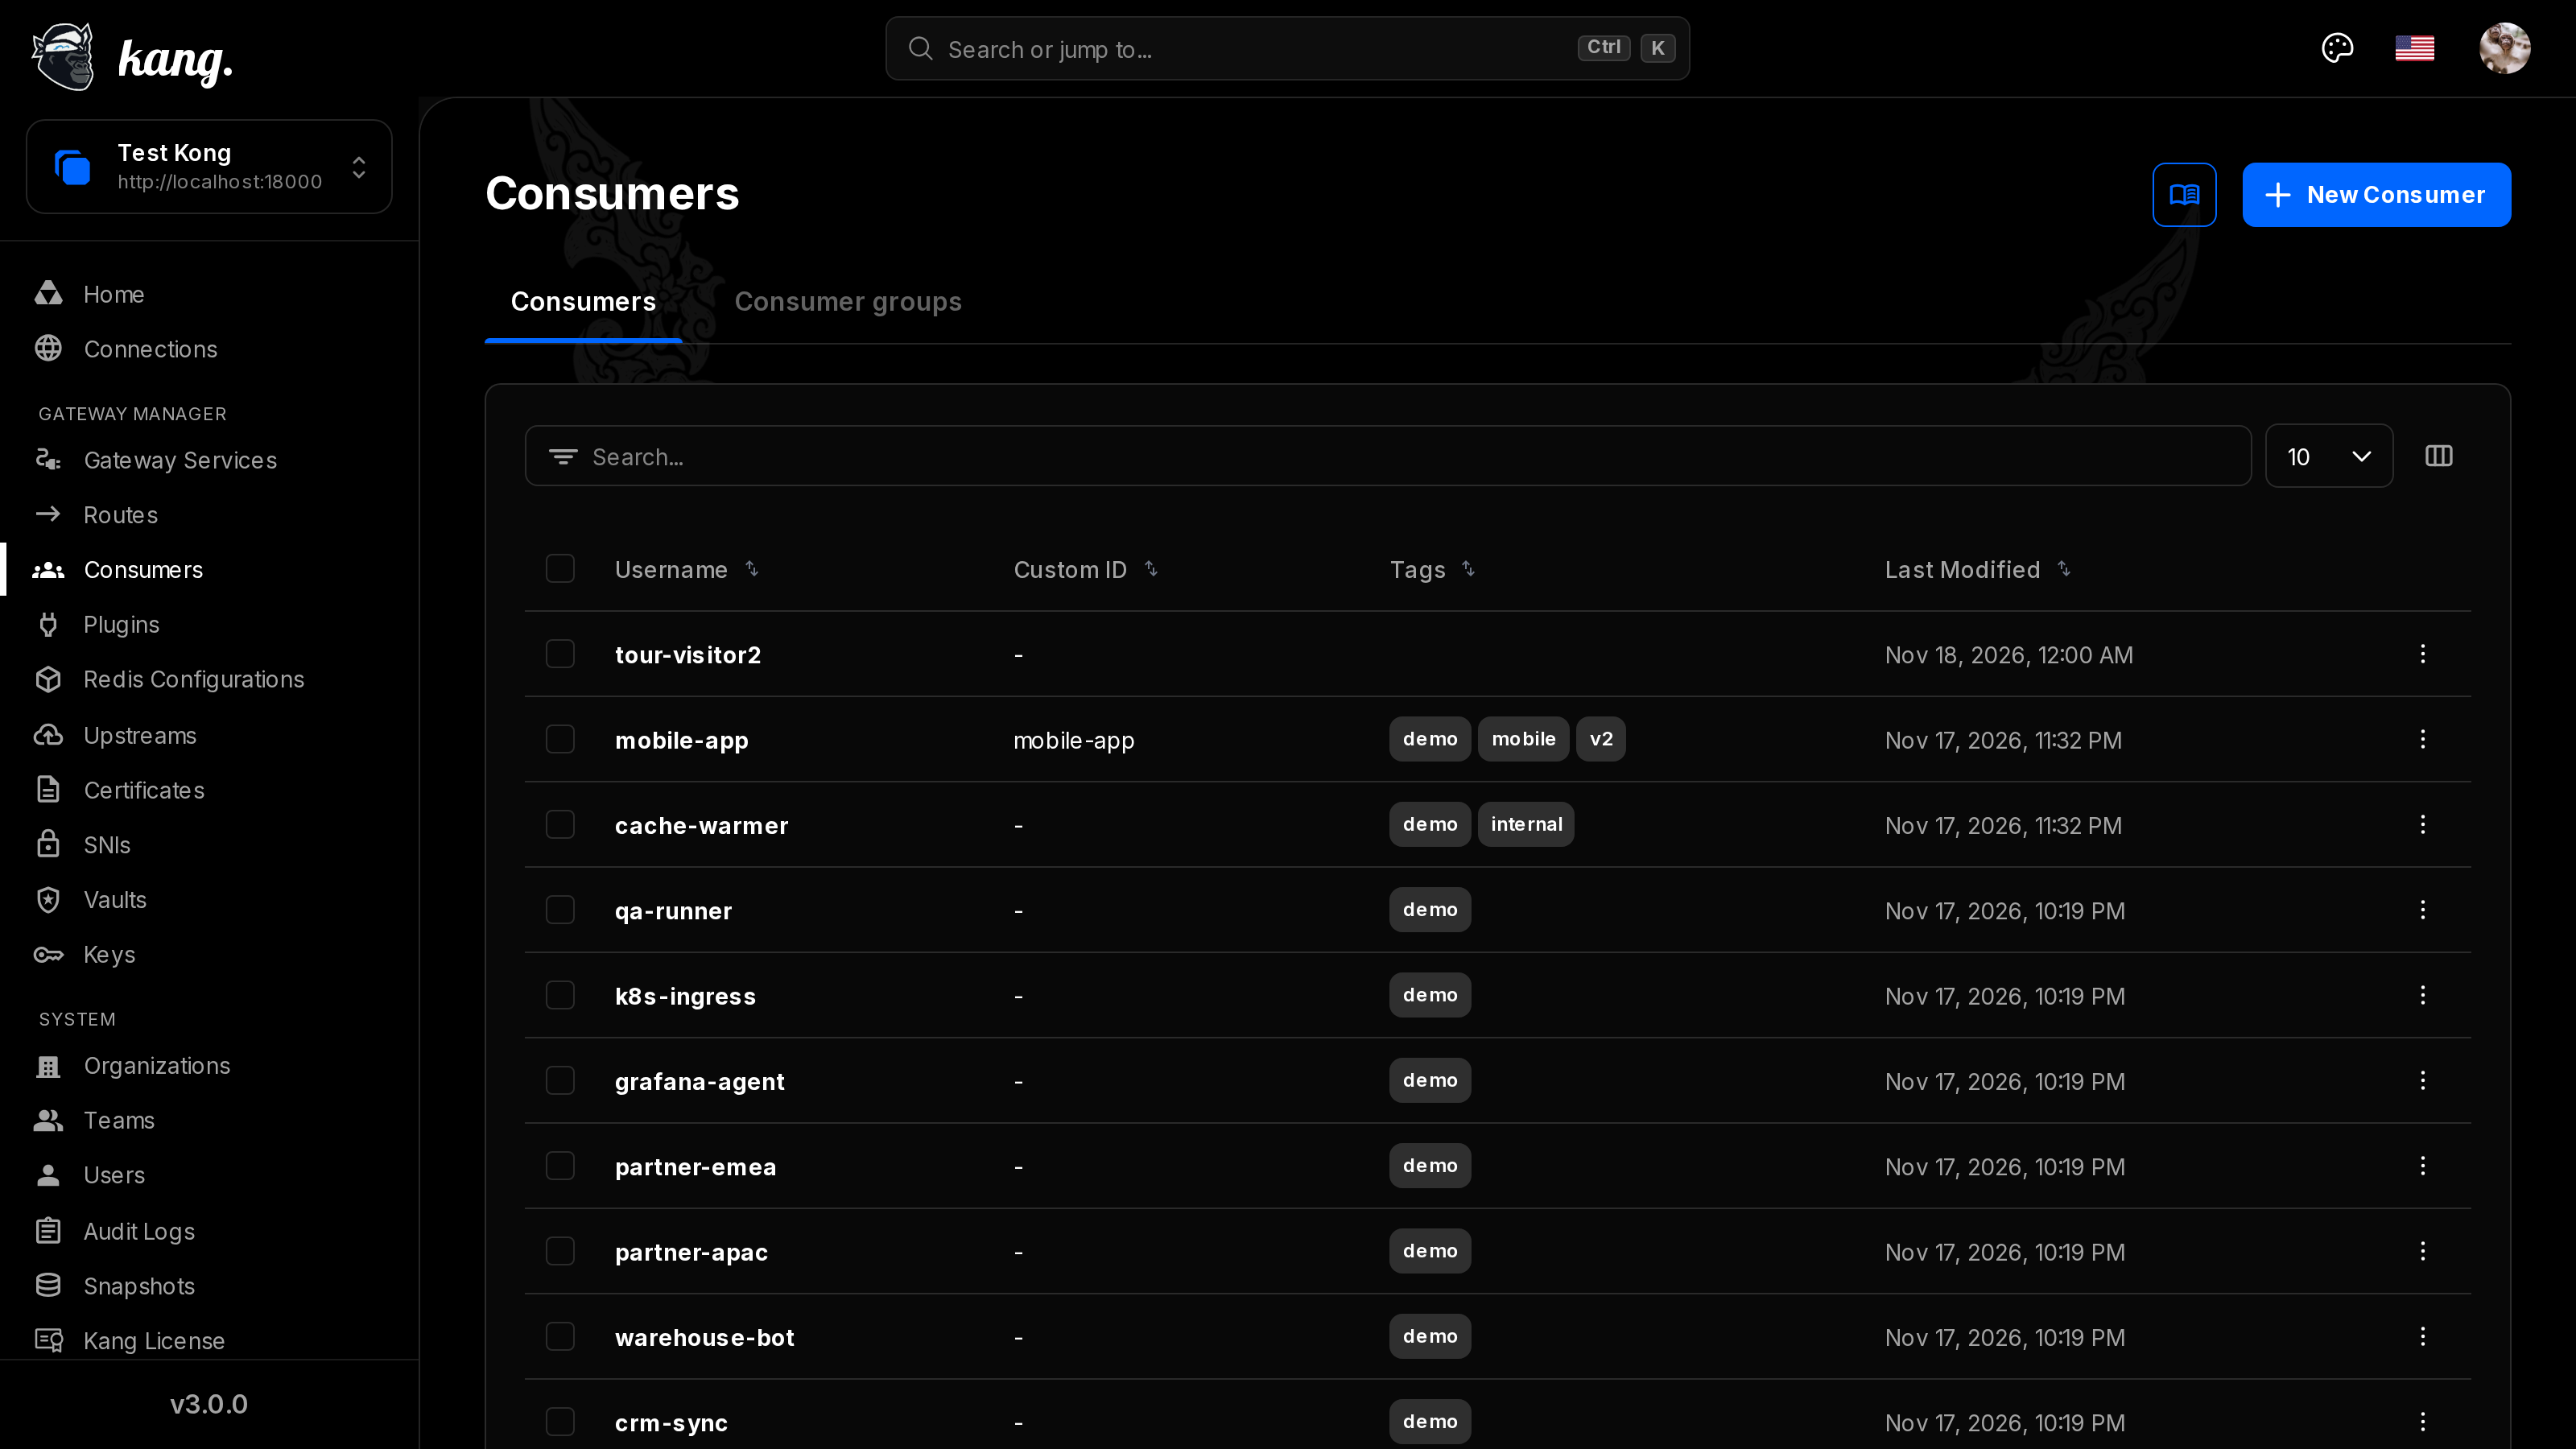 kang.
Search or jump to...
Ctrl K
Test Kong
http://localhost:18000
Home
Connections
GATEWAY MANAGER
Gateway Services
Routes
Consumers
Plugins
Redis Configurations
Upstreams
Certificates
SNIs
Vaults
Keys
SYSTEM
Organizations
Teams
Users
Audit Logs
Snapshots
Kang License
v3.0.0
Consumers
New Consumer
Consumers Consumer groups
Search...
10
Username Custom ID Tags Last Modified
tour-visitor2 - Nov 18, 2026, 12:00 AM
mobile-app mobile-app demo mobile v2 Nov 17, 2026, 11:32 PM
cache-warmer - demo internal Nov 17, 2026, 11:32 PM
qa-runner - demo Nov 17, 2026, 10:19 PM
k8s-ingress - demo Nov 17, 2026, 10:19 PM
grafana-agent - demo Nov 17, 2026, 10:19 PM
partner-emea - demo Nov 17, 2026, 10:19 PM
partner-apac - demo Nov 17, 2026, 10:19 PM
warehouse-bot - demo Nov 17, 2026, 10:19 PM
crm-sync - demo Nov 17, 2026, 10:19 PM